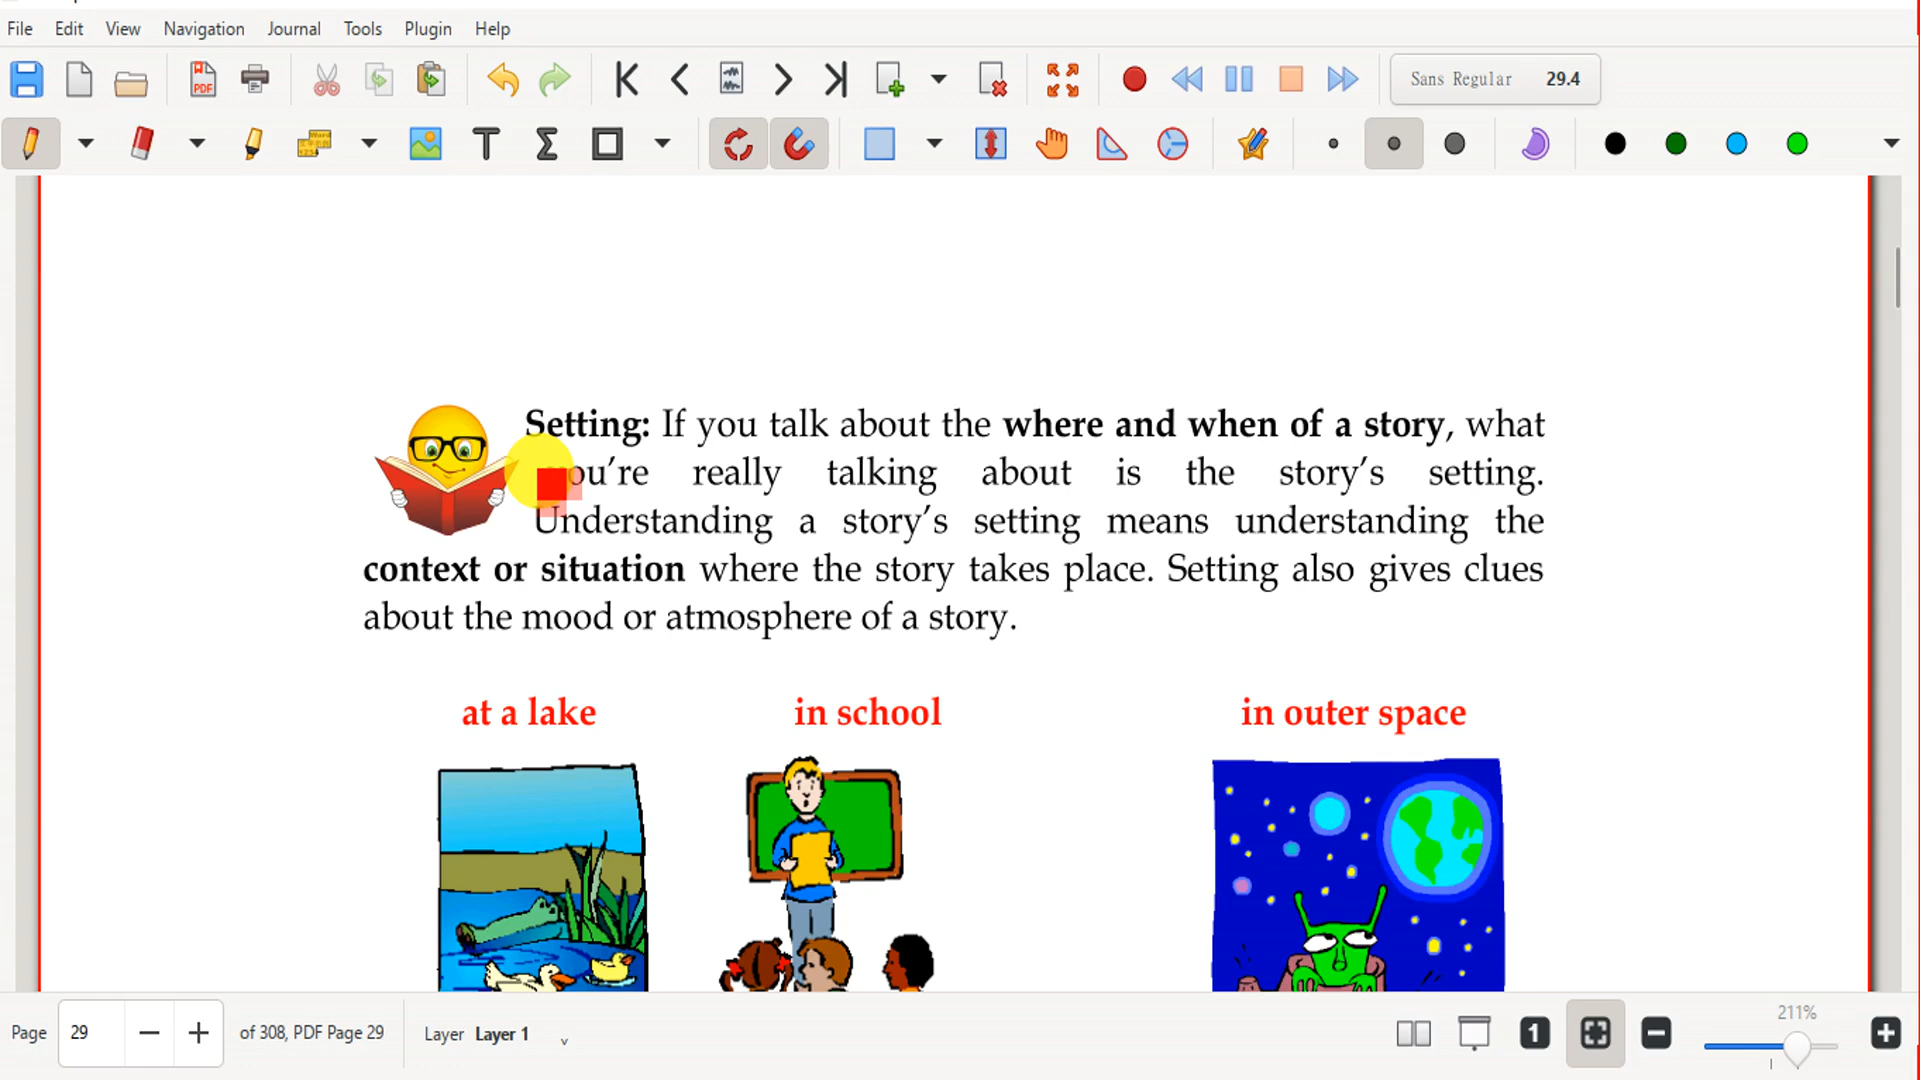 File Edit View Navigation Journal Tools Plugin Help
PDF
T Σ
Sans Regular 29.4
Setting: If you talk about the where and when of a story, what
you’re really talking about is the story’s setting.
Understanding a story’s setting means understanding the
context or situation where the story takes place. Setting also gives clues
about the mood or atmosphere of a story.
at a lake in school in outer space
Page 29 of 308, PDF Page 29 Layer Layer 1 1 211%